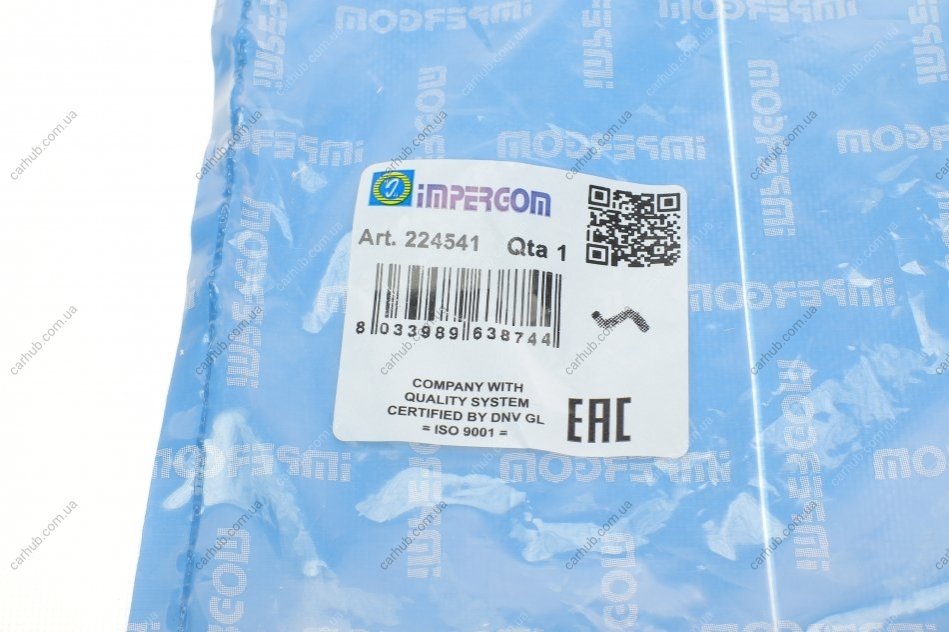 iMPERGOM
Art. 224541 Qta 1
8 033989 638744
COMPANY WITH
QUALITY SYSTEM
CERTIFIED BY DNV GL
= ISO 9001 =
EAC
iMPERGOM
carhub.com.ua